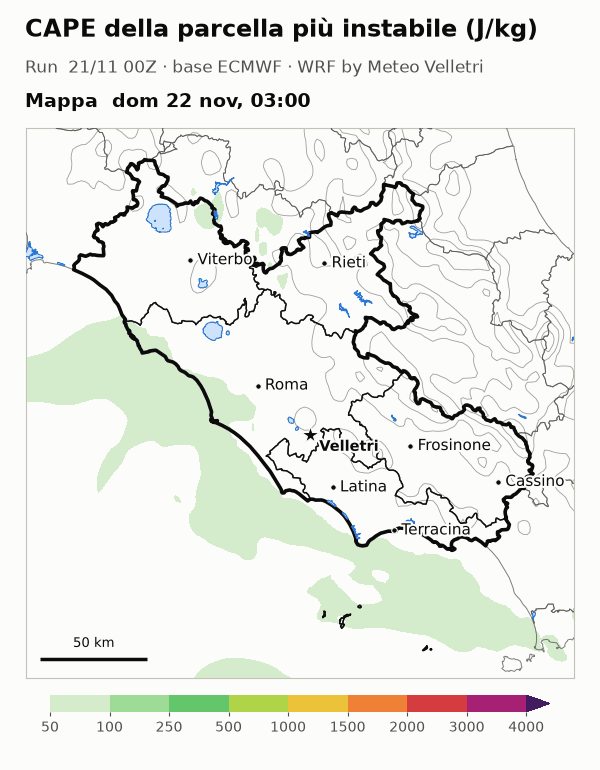 CAPE della parcella più instabile (J/kg)
Run 21/11 00Z · base ECMWF · WRF by Meteo Velletri
Mappa dom 22 nov, 03:00
Viterbo
Rieti
Roma
Velletri
Frosinone
Cassino
Latina
Terracina
50 km
50 100 250 500 1000 1500 2000 3000 4000